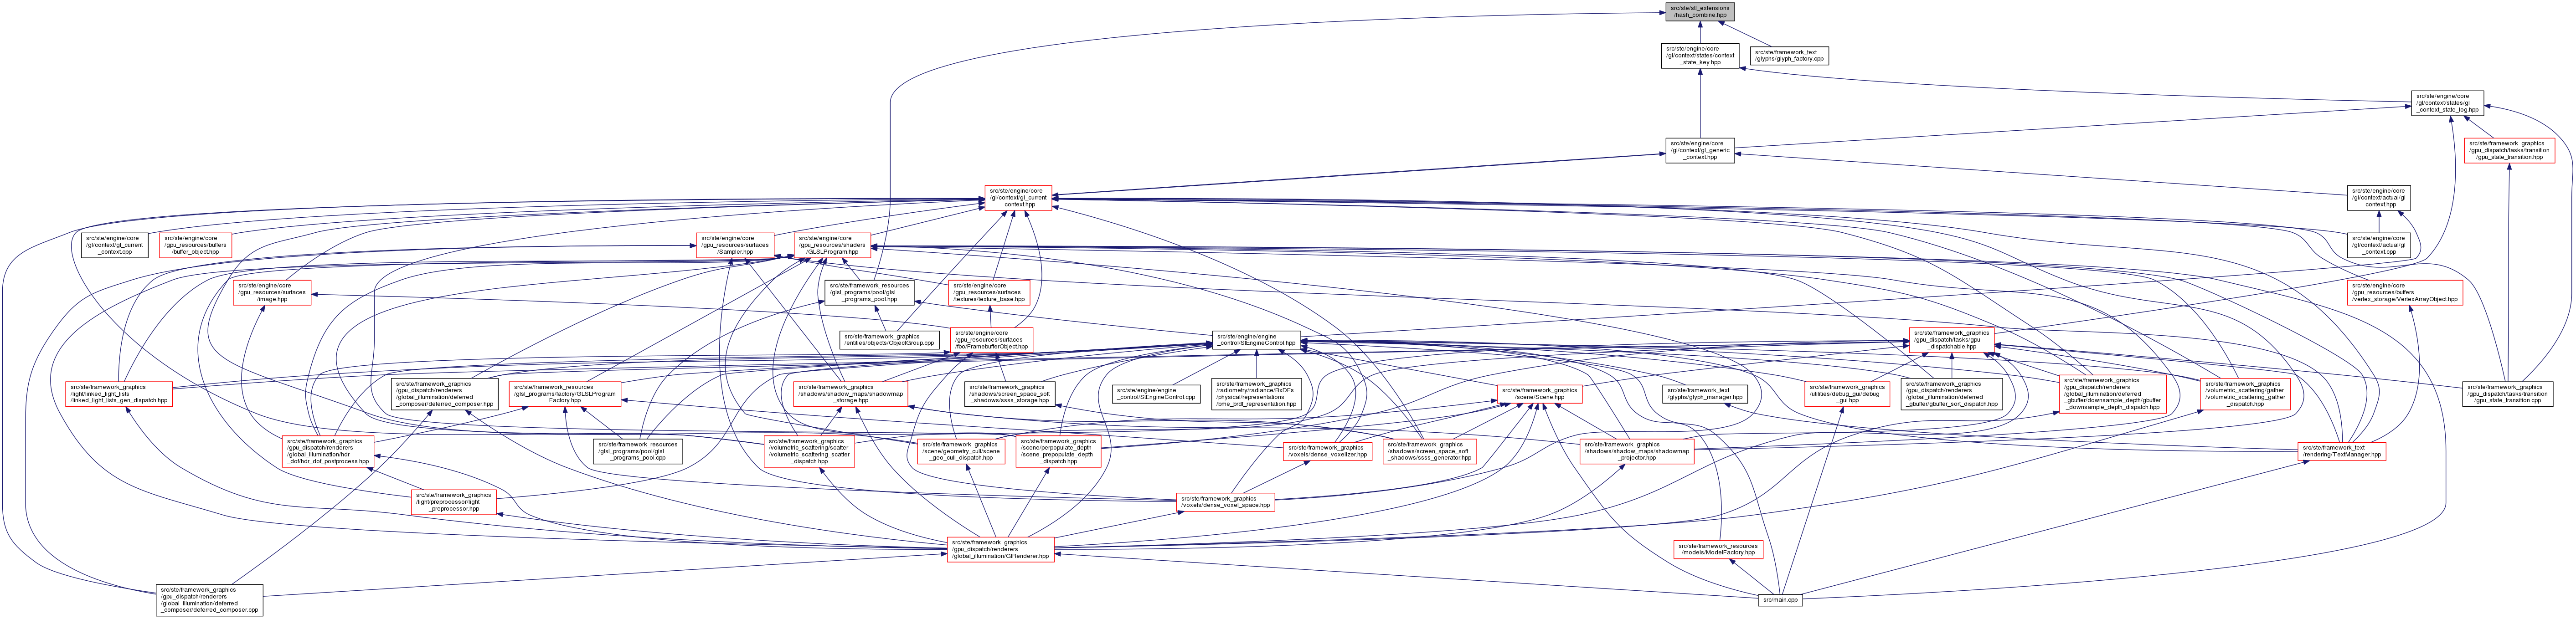 src/ste/stl_extensions
/hash_combine.hpp
src/ste/engine/core
/gl/context/states/context
_state_key.hpp
src/ste/framework_text
/glyphs/glyph_factory.cpp
src/ste/engine/core
/gl/context/states/gl
_context_state_log.hpp
src/ste/engine/core
/gl/context/gl_generic
_context.hpp
src/ste/framework_graphics
/gpu_dispatch/tasks/transition
/gpu_state_transition.hpp
src/ste/engine/core
/gl/context/gl_current
_context.hpp
src/ste/engine/core
/gl/context/actual/gl
_context.hpp
src/ste/engine/core
/gl/context/gl_current
_context.cpp
src/ste/engine/core
/gpu_resources/buffers
/buffer_object.hpp
src/ste/engine/core
/gpu_resources/surfaces
/Sampler.hpp
src/ste/engine/core
/gpu_resources/shaders
/GLSLProgram.hpp
src/ste/engine/core
/gl/context/actual/gl
_context.cpp
src/ste/engine/core
/gpu_resources/surfaces
/image.hpp
src/ste/framework_resources
/glsl_programs/pool/glsl
_programs_pool.hpp
src/ste/engine/core
/gpu_resources/surfaces
/textures/texture_base.hpp
src/ste/engine/core
/gpu_resources/buffers
/vertex_storage/VertexArrayObject.hpp
src/ste/framework_graphics
/entities/objects/ObjectGroup.cpp
src/ste/engine/core
/gpu_resources/surfaces
/fbo/FramebufferObject.hpp
src/ste/engine/engine
_control/StEngineControl.hpp
src/ste/framework_graphics
/gpu_dispatch/tasks/gpu
_dispatchable.hpp
src/ste/framework_graphics
/light/linked_light_lists
/linked_light_lists_gen_dispatch.hpp
src/ste/framework_graphics
/gpu_dispatch/renderers
/global_illumination/deferred
_composer/deferred_composer.hpp
src/ste/framework_resources
/glsl_programs/factory/GLSLProgram
Factory.hpp
src/ste/framework_graphics
/shadows/shadow_maps/shadowmap
_storage.hpp
src/ste/framework_graphics
/shadows/screen_space_soft
_shadows/ssss_storage.hpp
src/ste/engine/engine
_control/StEngineControl.cpp
src/ste/framework_graphics
/radiometry/radiance/BxDFs
/physical/representations
/bme_brdf_representation.hpp
src/ste/framework_graphics
/scene/Scene.hpp
src/ste/framework_text
/glyphs/glyph_manager.hpp
src/ste/framework_graphics
/utilities/debug_gui/debug
_gui.hpp
src/ste/framework_graphics
/gpu_dispatch/renderers
/global_illumination/deferred
_gbuffer/gbuffer_sort_dispatch.hpp
src/ste/framework_graphics
/gpu_dispatch/renderers
/global_illumination/deferred
_gbuffer/downsample_depth/gbuffer
_downsample_depth_dispatch.hpp
src/ste/framework_graphics
/volumetric_scattering/gather
/volumetric_scattering_gather
_dispatch.hpp
src/ste/framework_graphics
/gpu_dispatch/tasks/transition
/gpu_state_transition.cpp
src/ste/framework_graphics
/gpu_dispatch/renderers
/global_illumination/hdr
_dof/hdr_dof_postprocess.hpp
src/ste/framework_resources
/glsl_programs/pool/glsl
_programs_pool.cpp
src/ste/framework_graphics
/volumetric_scattering/scatter
/volumetric_scattering_scatter
_dispatch.hpp
src/ste/framework_graphics
/scene/geometry_cull/scene
_geo_cull_dispatch.hpp
src/ste/framework_graphics
/scene/perpopulate_depth
/scene_prepopulate_depth
_dispatch.hpp
src/ste/framework_graphics
/voxels/dense_voxelizer.hpp
src/ste/framework_graphics
/shadows/screen_space_soft
_shadows/ssss_generator.hpp
src/ste/framework_graphics
/shadows/shadow_maps/shadowmap
_projector.hpp
src/ste/framework_text
/rendering/TextManager.hpp
src/ste/framework_graphics
/light/preprocessor/light
_preprocessor.hpp
src/ste/framework_graphics
/voxels/dense_voxel_space.hpp
src/ste/framework_graphics
/gpu_dispatch/renderers
/global_illumination/GIRenderer.hpp
src/ste/framework_resources
/models/ModelFactory.hpp
src/ste/framework_graphics
/gpu_dispatch/renderers
/global_illumination/deferred
_composer/deferred_composer.cpp
src/main.cpp